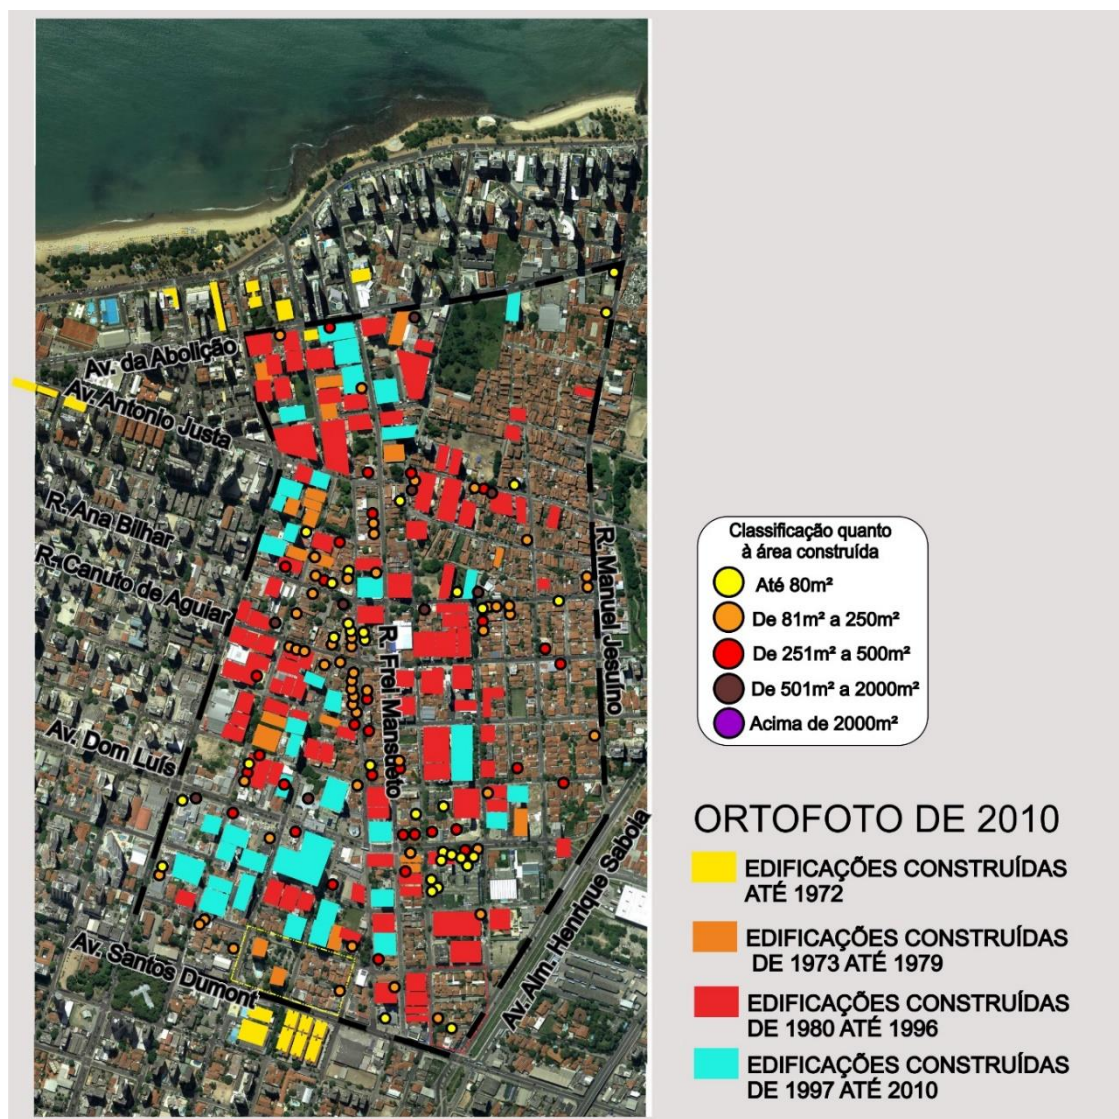 Av. da Abolição
Av. Antonio Justa
R. Ana Bilhar
R. Canuto de Aguiar
Av. Dom Luís
Av. Santos Dumont
R. Frei Mansueto
R. Manuel Jesuíno
Av. Alm. Henrique Saboia
Classificação quanto
à área construída
Até 80m²
De 81m² a 250m²
De 251m² a 500m²
De 501m² a 2000m²
Acima de 2000m²
ORTOFOTO DE 2010
EDIFICAÇÕES CONSTRUÍDAS
ATÉ 1972
EDIFICAÇÕES CONSTRUÍDAS
DE 1973 ATÉ 1979
EDIFICAÇÕES CONSTRUÍDAS
DE 1980 ATÉ 1996
EDIFICAÇÕES CONSTRUÍDAS
DE 1997 ATÉ 2010